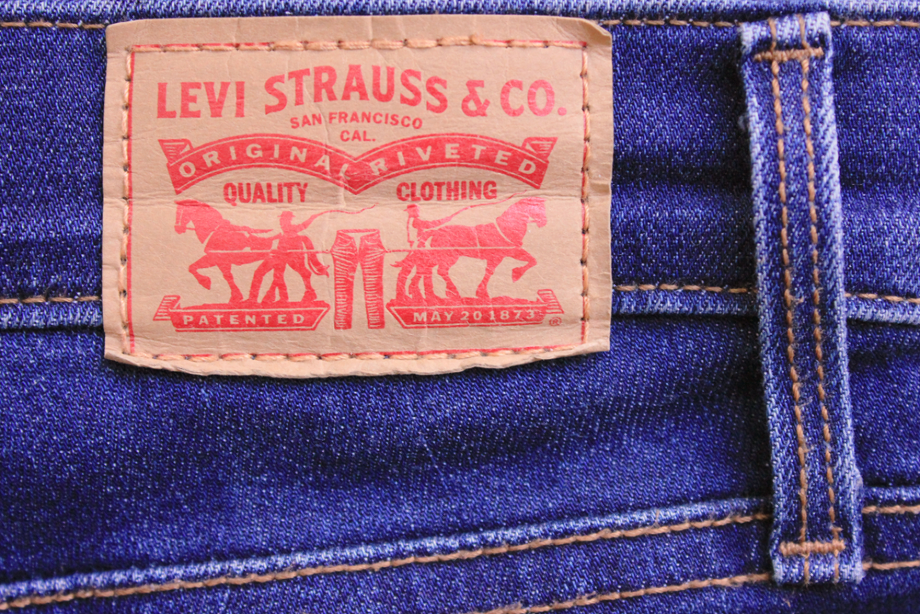 LEVI STRAUSS & CO.
SAN FRANCISCO
CAL.
ORIGINAL RIVETED
QUALITY CLOTHING
PATENTED MAY 20 1873 ®